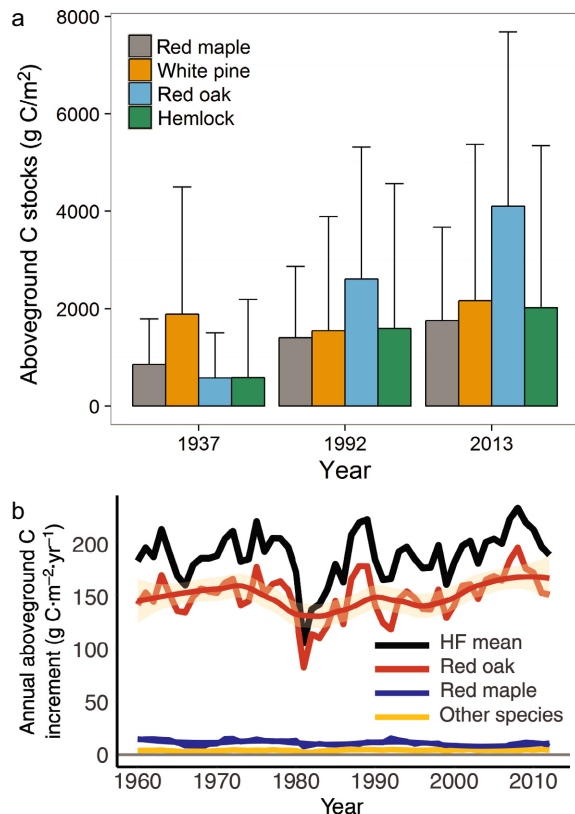 a
Aboveground C stocks (g C/m²)
8000
6000
4000
2000
0
Red maple
White pine
Red oak
Hemlock
1937
1992
2013
Year
b
Annual aboveground C
increment (g C·m⁻²·yr⁻¹)
200
150
100
50
0
HF mean
Red oak
Red maple
Other species
1960
1970
1980
1990
2000
2010
Year